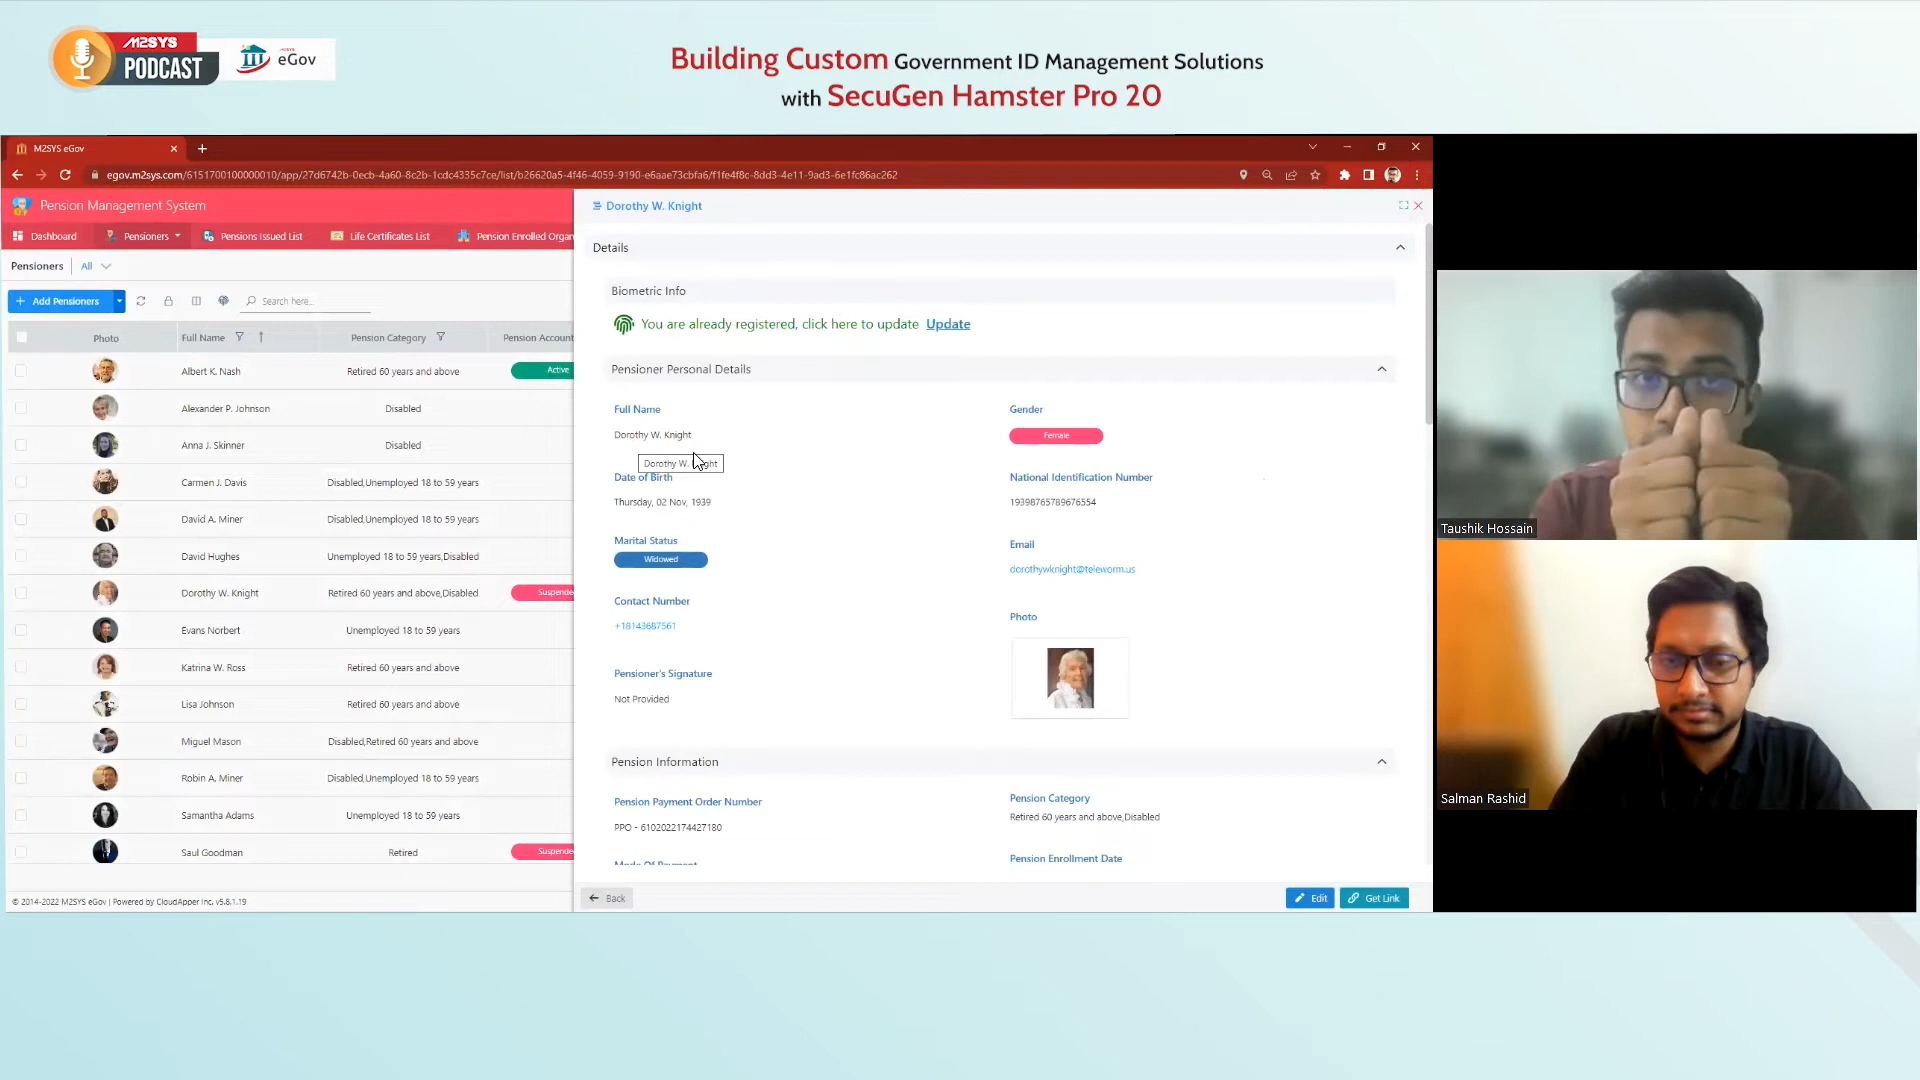 M2SYS
PODCAST
M2SYS
eGov
Building Custom Government ID Management Solutions
with SecuGen Hamster Pro 20
M2SYS eGov
egov.m2sys.com/6151700100000010/app/27d6742b-0ecb-4a60-8c2b-1cdc4335c7ce/list/b26620a5-4f46-4059-9190-e6aae73cbfa6/f1fe4f8c-8dd3-4e11-9ad3-6e1fc86ac262
Pension Management System
Dashboard Pensioners Pensions Issued List Life Certificates List Pension Enrolled Organ
Pensioners All
+ Add Pensioners Search here...
Photo Full Name Pension Category Pension Account
Albert K. Nash Retired 60 years and above Active
Alexander P. Johnson Disabled
Anna J. Skinner Disabled
Carmen J. Davis Disabled,Unemployed 18 to 59 years
David A. Miner Disabled,Unemployed 18 to 59 years
David Hughes Unemployed 18 to 59 years,Disabled
Dorothy W. Knight Retired 60 years and above,Disabled Suspende
Evans Norbert Unemployed 18 to 59 years
Katrina W. Ross Retired 60 years and above
Lisa Johnson Retired 60 years and above
Miguel Mason Disabled,Retired 60 years and above
Robin A. Miner Disabled,Unemployed 18 to 59 years
Samantha Adams Unemployed 18 to 59 years
Saul Goodman Retired Suspende
© 2014-2022 M2SYS eGov | Powered by CloudApper Inc. v5.8.1.19
Dorothy W. Knight
Details
Biometric Info
You are already registered, click here to update Update
Pensioner Personal Details
Full Name
Dorothy W. Knight
Gender
Female
Dorothy W. Knight
Date of Birth
Thursday, 02 Nov, 1939
National Identification Number
19398765789676554
Marital Status
Widowed
Email
dorothywknight@teleworm.us
Contact Number
+18143687561
Photo
Pensioner's Signature
Not Provided
Pension Information
Pension Payment Order Number
PPO - 6102022174427180
Pension Category
Retired 60 years and above,Disabled
Mode Of Payment
Pension Enrollment Date
Back
Edit
Get Link
Taushik Hossain
Salman Rashid